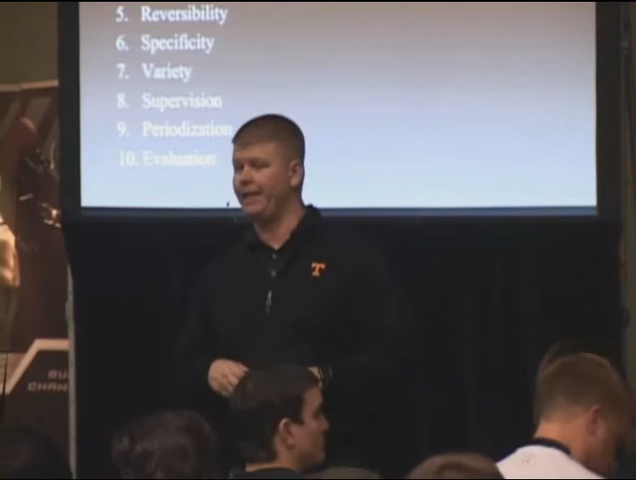 5. Reversibility
6. Specificity
7. Variety
8. Supervision
9. Periodization
10. Evaluation
T